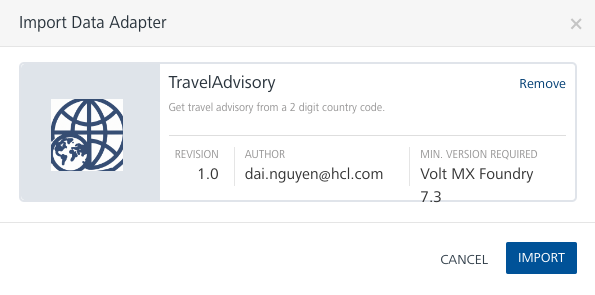 Import Data Adapter
×
TravelAdvisory
Remove
Get travel advisory from a 2 digit country code.
REVISION
AUTHOR
MIN. VERSION REQUIRED
1.0
dai.nguyen@hcl.com
Volt MX Foundry
7.3
CANCEL
IMPORT